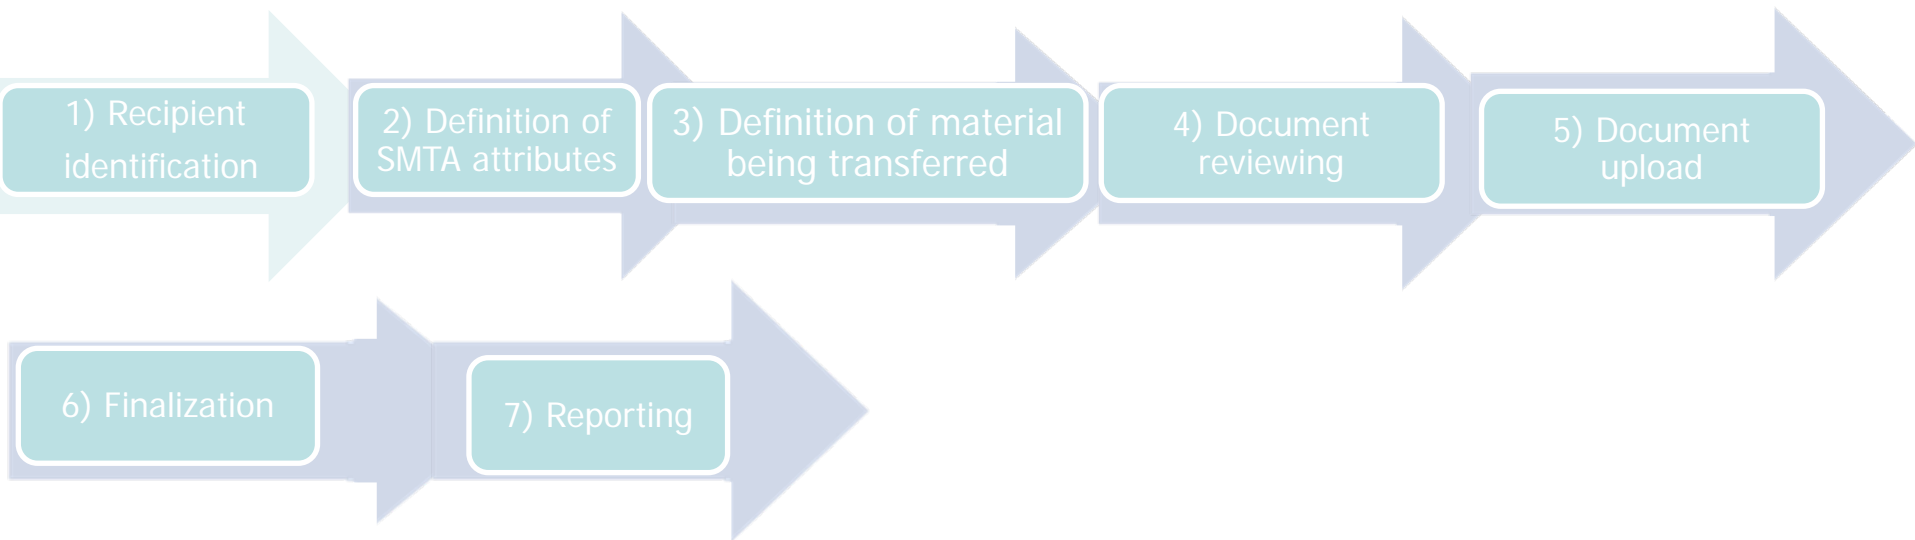 1) Recipient
identification
2) Definition of
SMTA attributes
3) Definition of material
being transferred
4) Document
reviewing
5) Document
upload
6) Finalization
7) Reporting